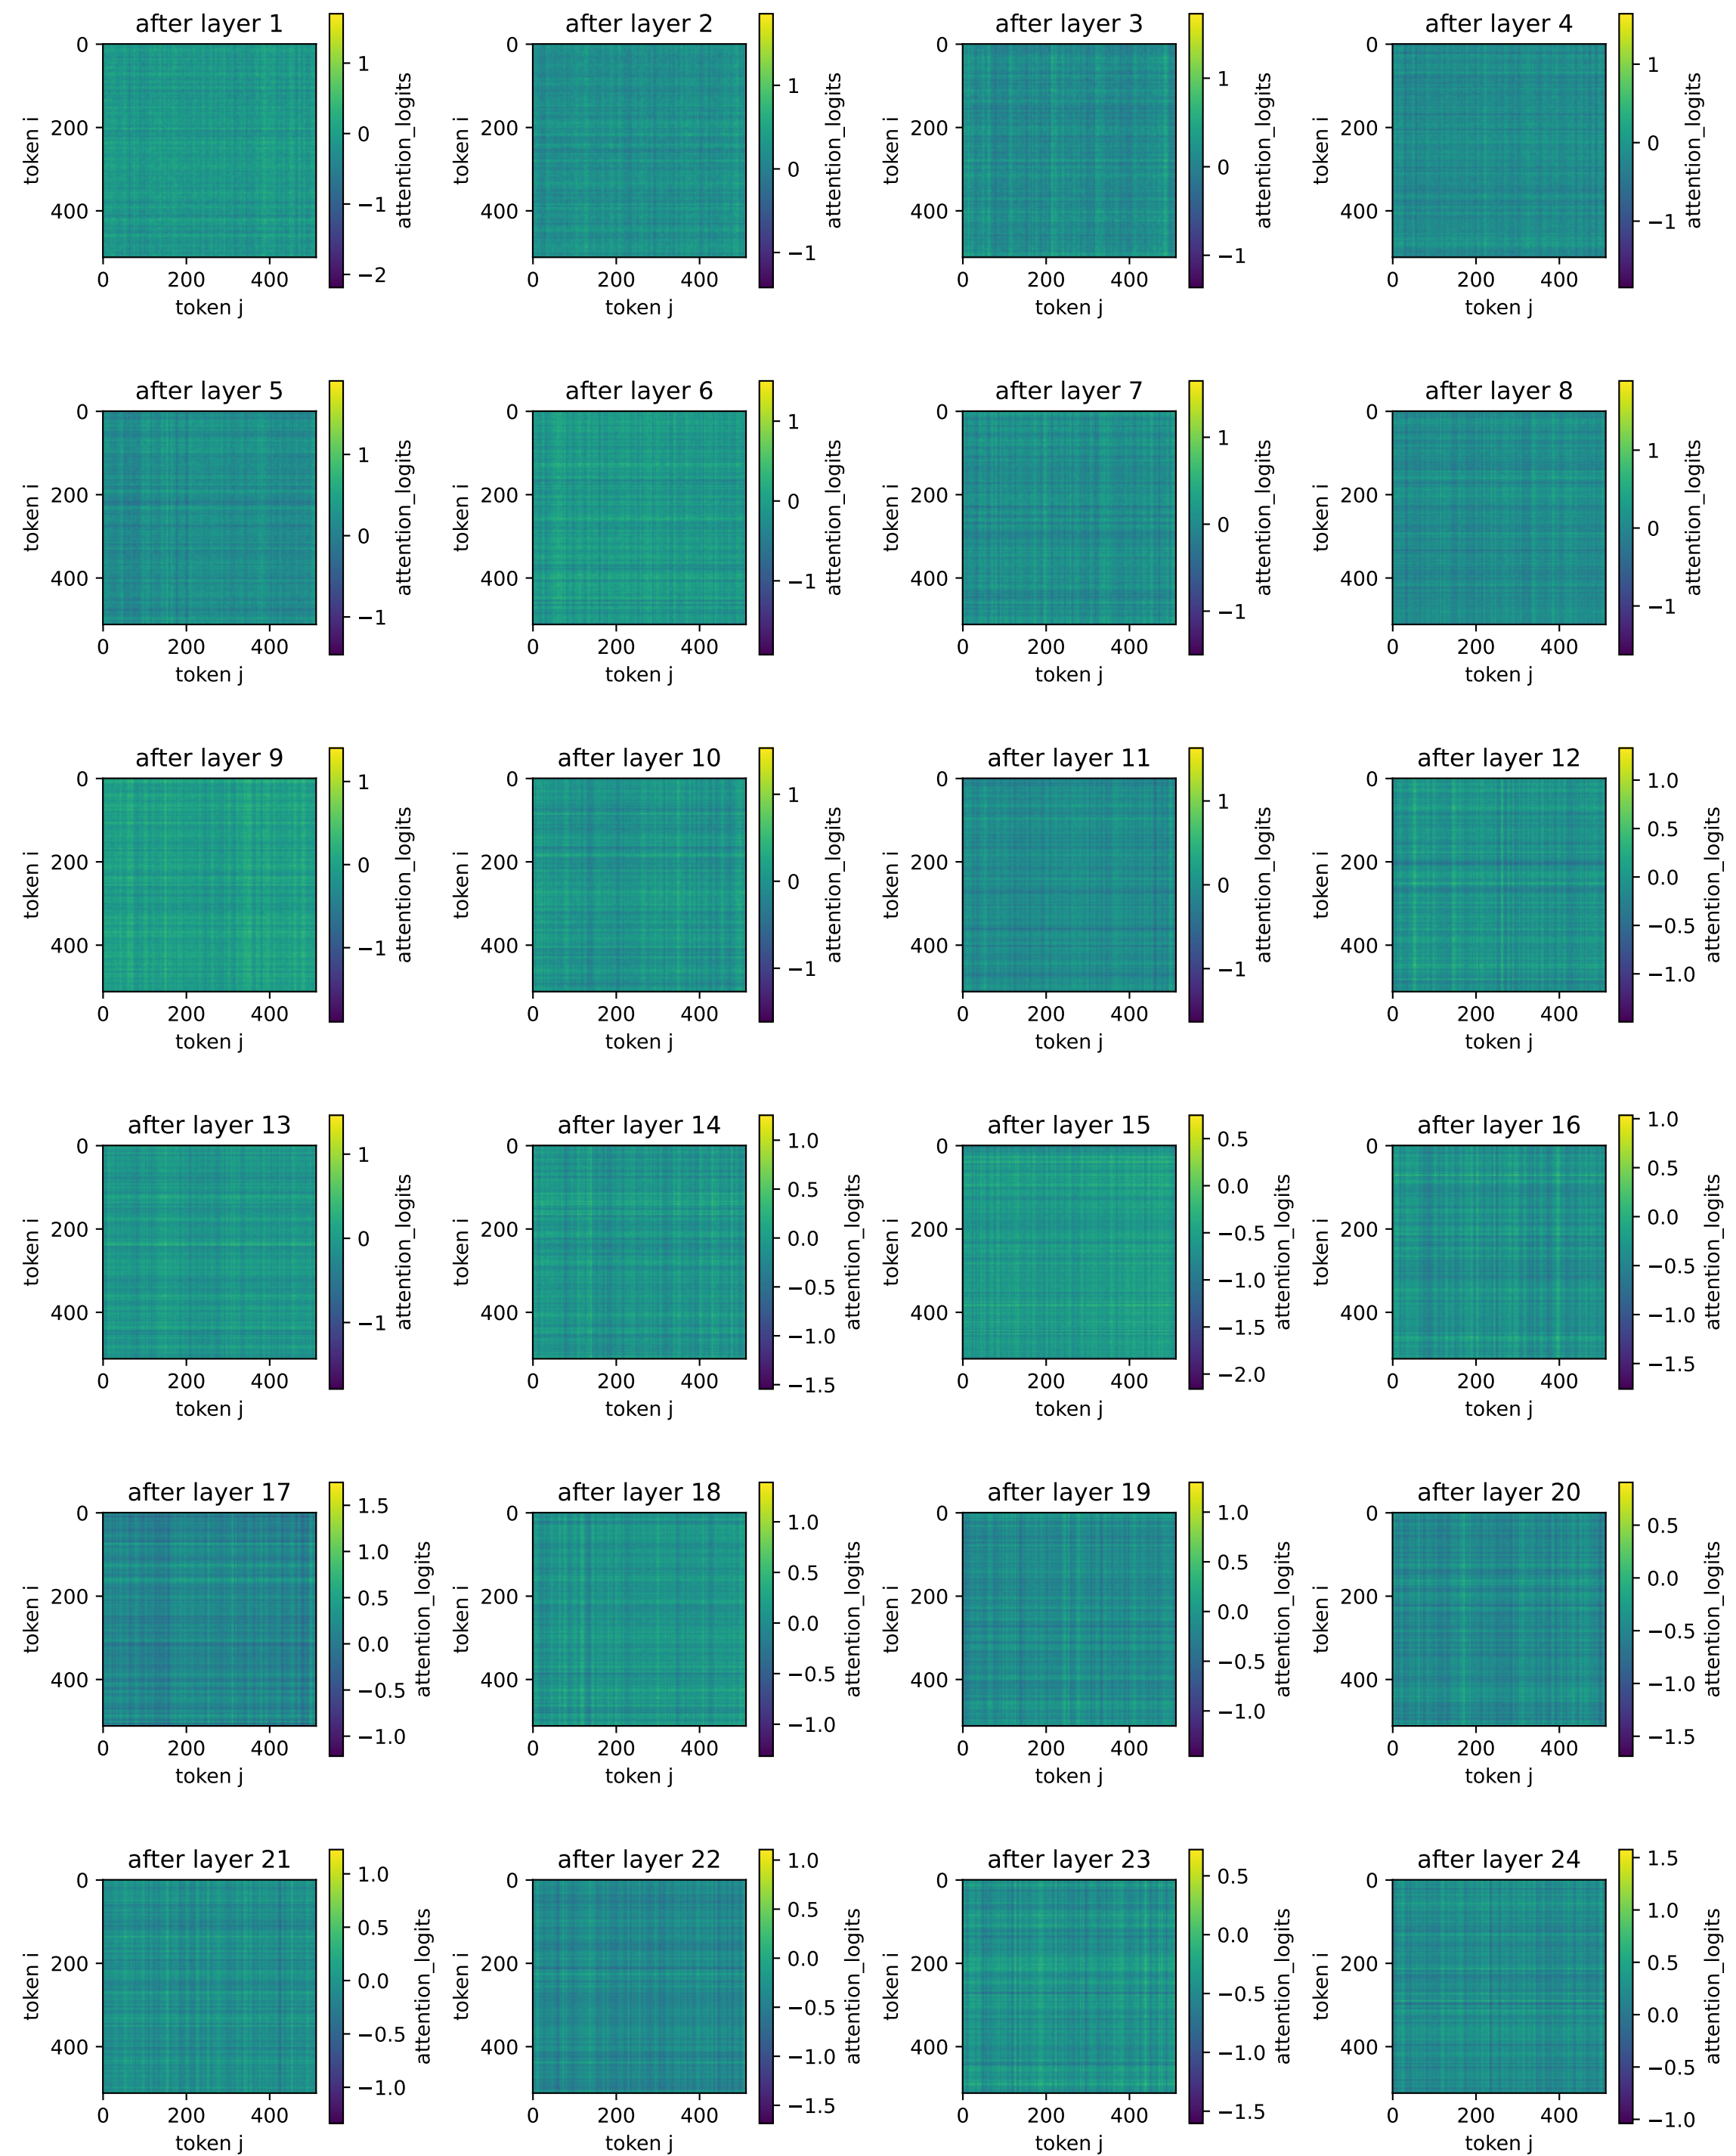 after layer 1
token i
0
200
400
0 200 400
token j
1
0
−1
−2
attention_logits
after layer 2
token i
0
200
400
0 200 400
token j
1
0
−1
attention_logits
after layer 3
token i
0
200
400
0 200 400
token j
1
0
−1
attention_logits
after layer 4
token i
0
200
400
0 200 400
token j
1
0
−1
attention_logits
after layer 5
token i
0
200
400
0 200 400
token j
1
0
−1
attention_logits
after layer 6
token i
0
200
400
0 200 400
token j
1
0
−1
attention_logits
after layer 7
token i
0
200
400
0 200 400
token j
1
0
−1
attention_logits
after layer 8
token i
0
200
400
0 200 400
token j
1
0
−1
attention_logits
after layer 9
token i
0
200
400
0 200 400
token j
1
0
−1
attention_logits
after layer 10
token i
0
200
400
0 200 400
token j
1
0
−1
attention_logits
after layer 11
token i
0
200
400
0 200 400
token j
1
0
−1
attention_logits
after layer 12
token i
0
200
400
0 200 400
token j
1.0
0.5
0.0
−0.5
−1.0
attention_logits
after layer 13
token i
0
200
400
0 200 400
token j
1
0
−1
attention_logits
after layer 14
token i
0
200
400
0 200 400
token j
1.0
0.5
0.0
−0.5
−1.0
−1.5
attention_logits
after layer 15
token i
0
200
400
0 200 400
token j
0.5
0.0
−0.5
−1.0
−1.5
−2.0
attention_logits
after layer 16
token i
0
200
400
0 200 400
token j
1.0
0.5
0.0
−0.5
−1.0
−1.5
attention_logits
after layer 17
token i
0
200
400
0 200 400
token j
1.5
1.0
0.5
0.0
−0.5
−1.0
attention_logits
after layer 18
token i
0
200
400
0 200 400
token j
1.0
0.5
0.0
−0.5
−1.0
attention_logits
after layer 19
token i
0
200
400
0 200 400
token j
1.0
0.5
0.0
−0.5
−1.0
attention_logits
after layer 20
token i
0
200
400
0 200 400
token j
0.5
0.0
−0.5
−1.0
−1.5
attention_logits
after layer 21
token i
0
200
400
0 200 400
token j
1.0
0.5
0.0
−0.5
−1.0
attention_logits
after layer 22
token i
0
200
400
0 200 400
token j
1.0
0.5
0.0
−0.5
−1.0
−1.5
attention_logits
after layer 23
token i
0
200
400
0 200 400
token j
0.5
0.0
−0.5
−1.0
−1.5
attention_logits
after layer 24
token i
0
200
400
0 200 400
token j
1.5
1.0
0.5
0.0
−0.5
−1.0
attention_logits